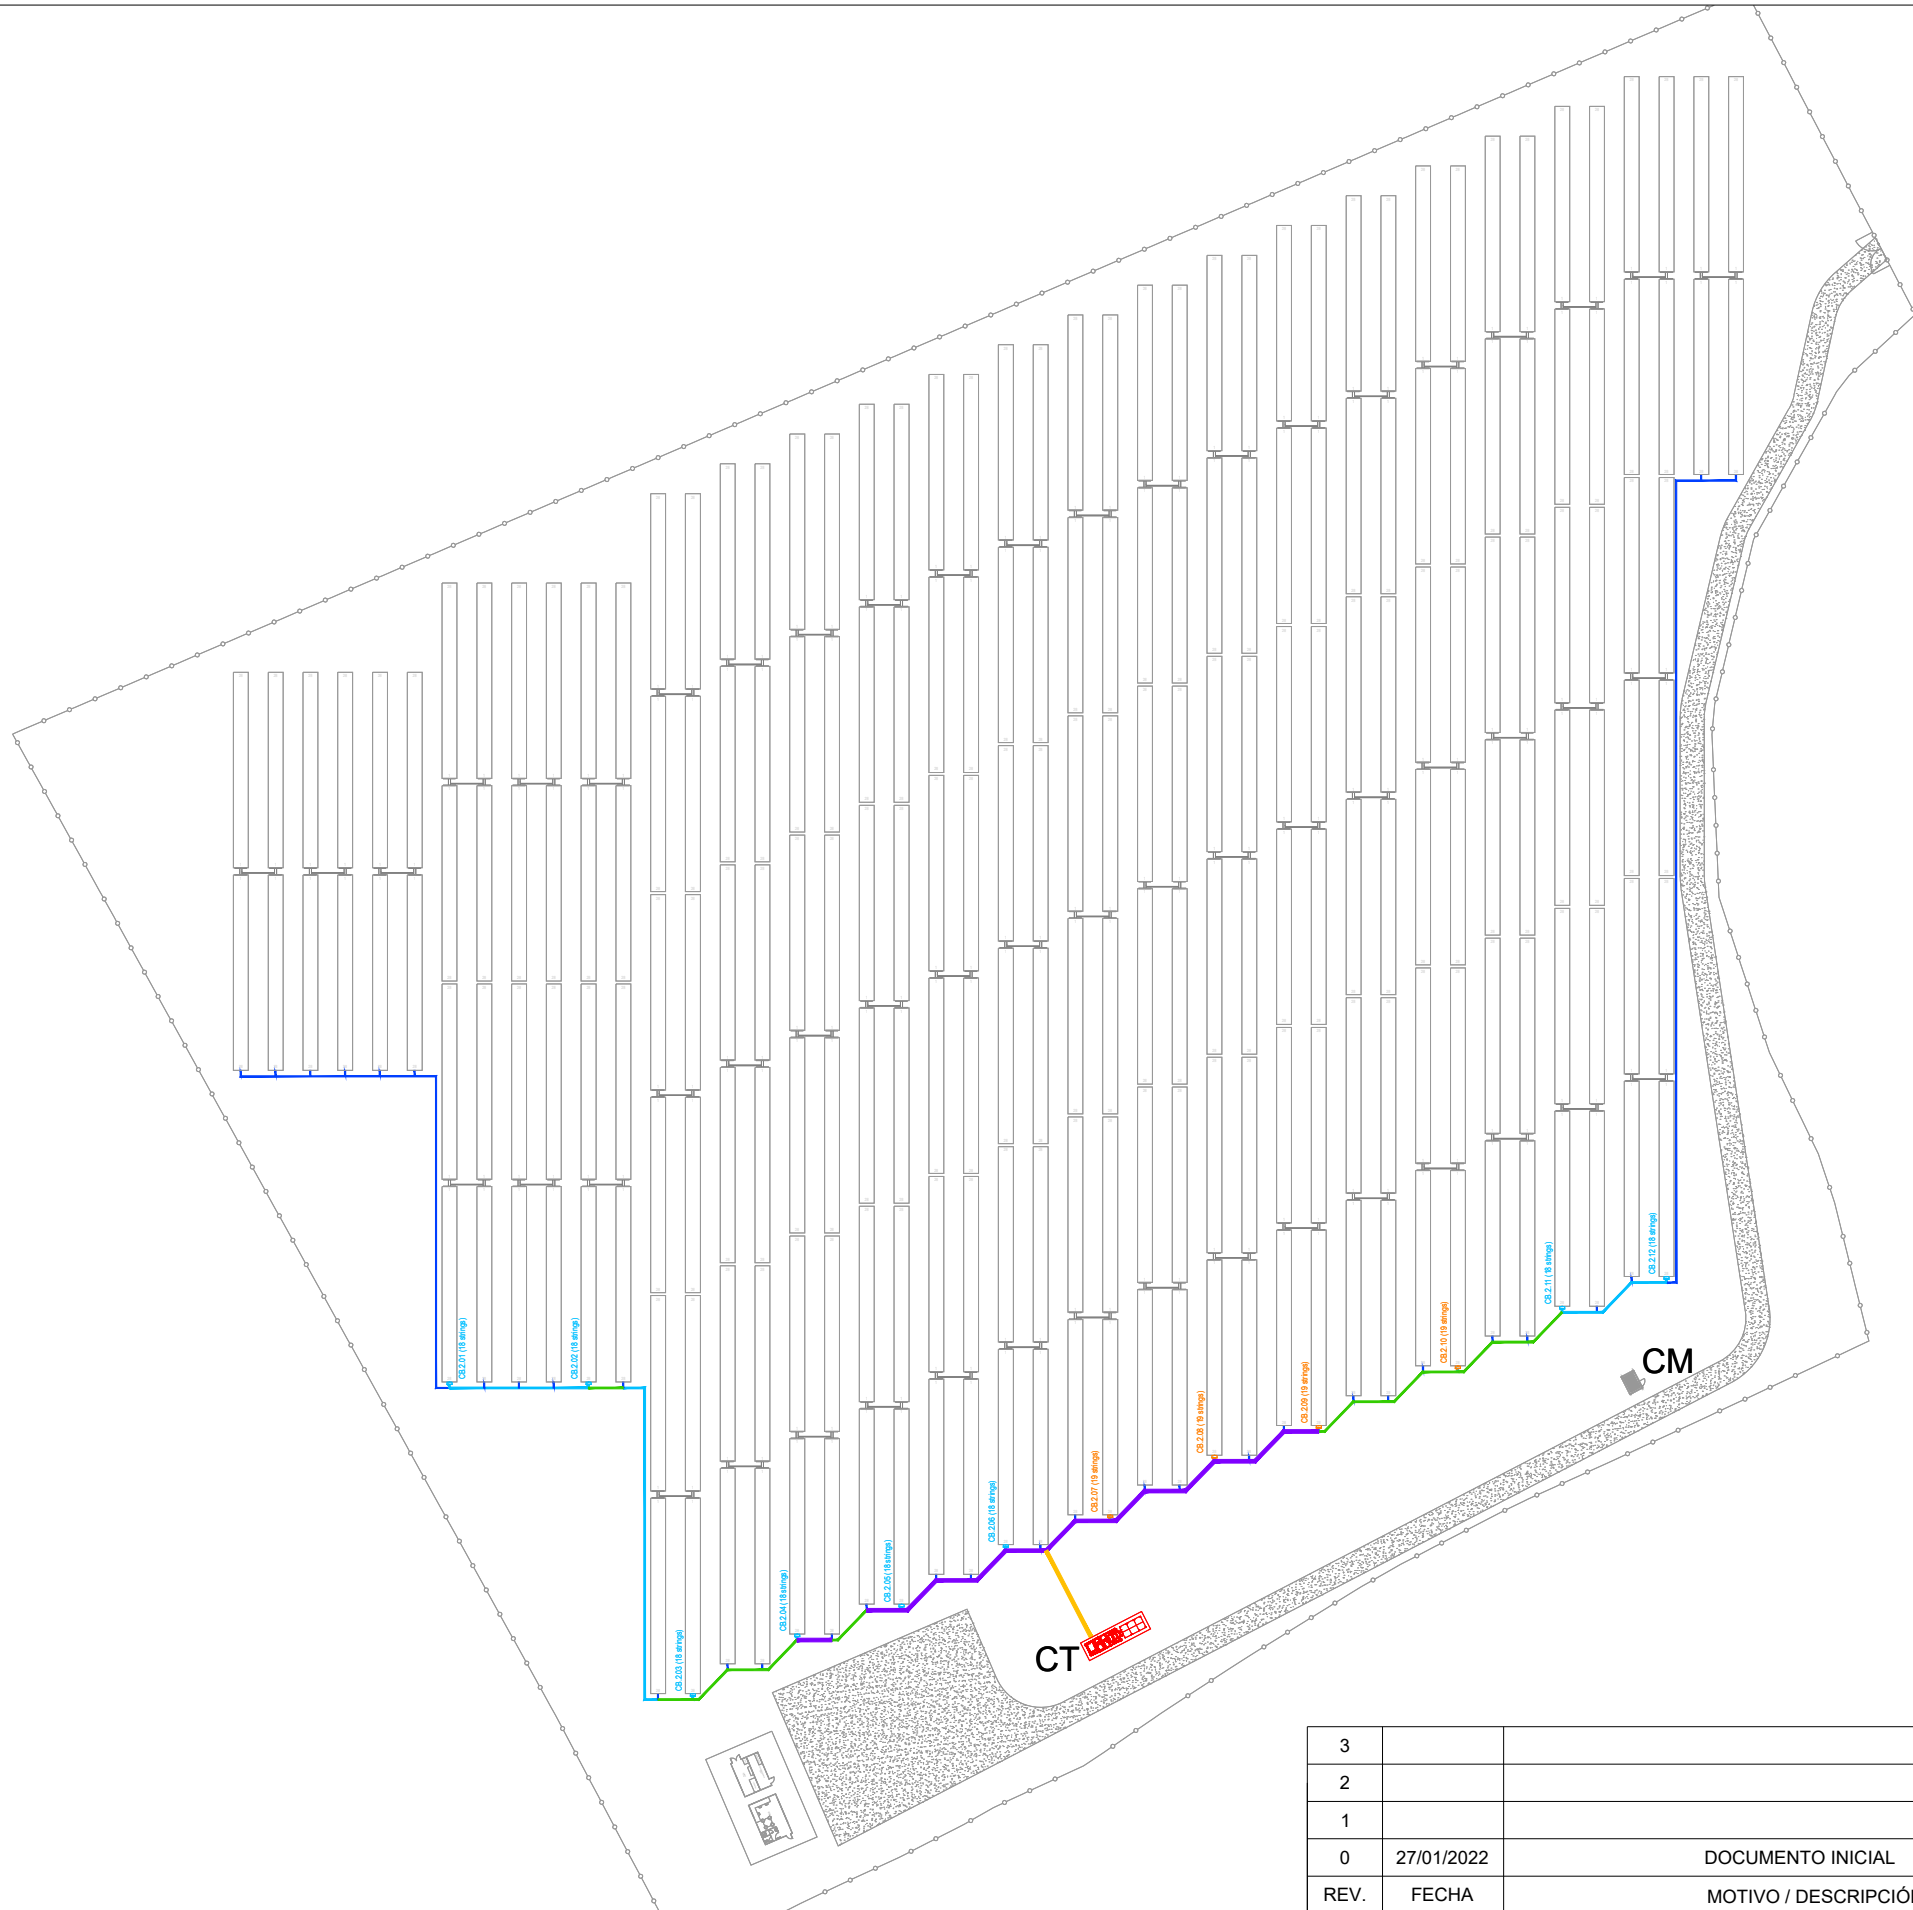 CB.2.12 (18 strings)
CB.2.11 (18 strings)
CB.2.10 (19 strings)
CB.2.01 (18 strings)
CB.2.02 (18 strings)
CM
CB.2.09 (19 strings)
CB.2.08 (19 strings)
CB.2.07 (19 strings)
CB.2.06 (18 strings)
CB.2.05 (18 strings)
CB.2.04 (18 strings)
CB.2.03 (18 strings)
CT
3
2
1
0 27/01/2022 DOCUMENTO INICIAL
REV. FECHA MOTIVO / DESCRIPCIÓN